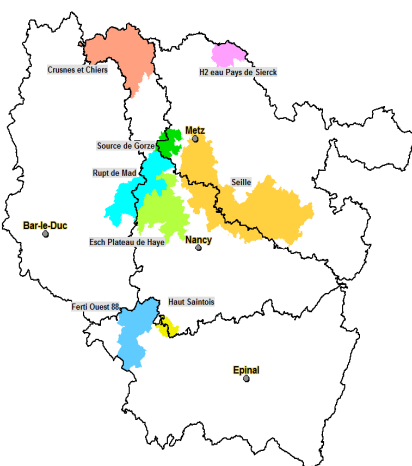 Crusnes et Chiers
H2 eau Pays de Sierck
Metz
Source de Gorze
Rupt de Mad
Seille
Bar-le-Duc
Esch Plateau de Haye
Nancy
Haut Saintois
Ferti Ouest 88
Epinal